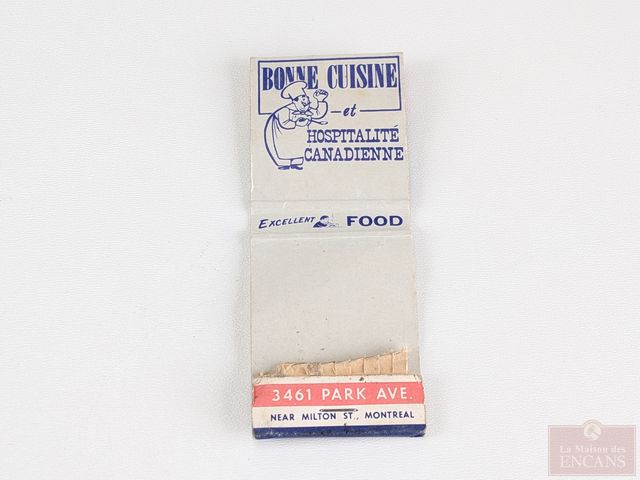 BONNE CUISINE
et
HOSPITALITÉ
CANADIENNE
EXCELLENT FOOD
3461 PARK AVE.
NEAR MILTON ST., MONTREAL
La Maison des
ENCANS